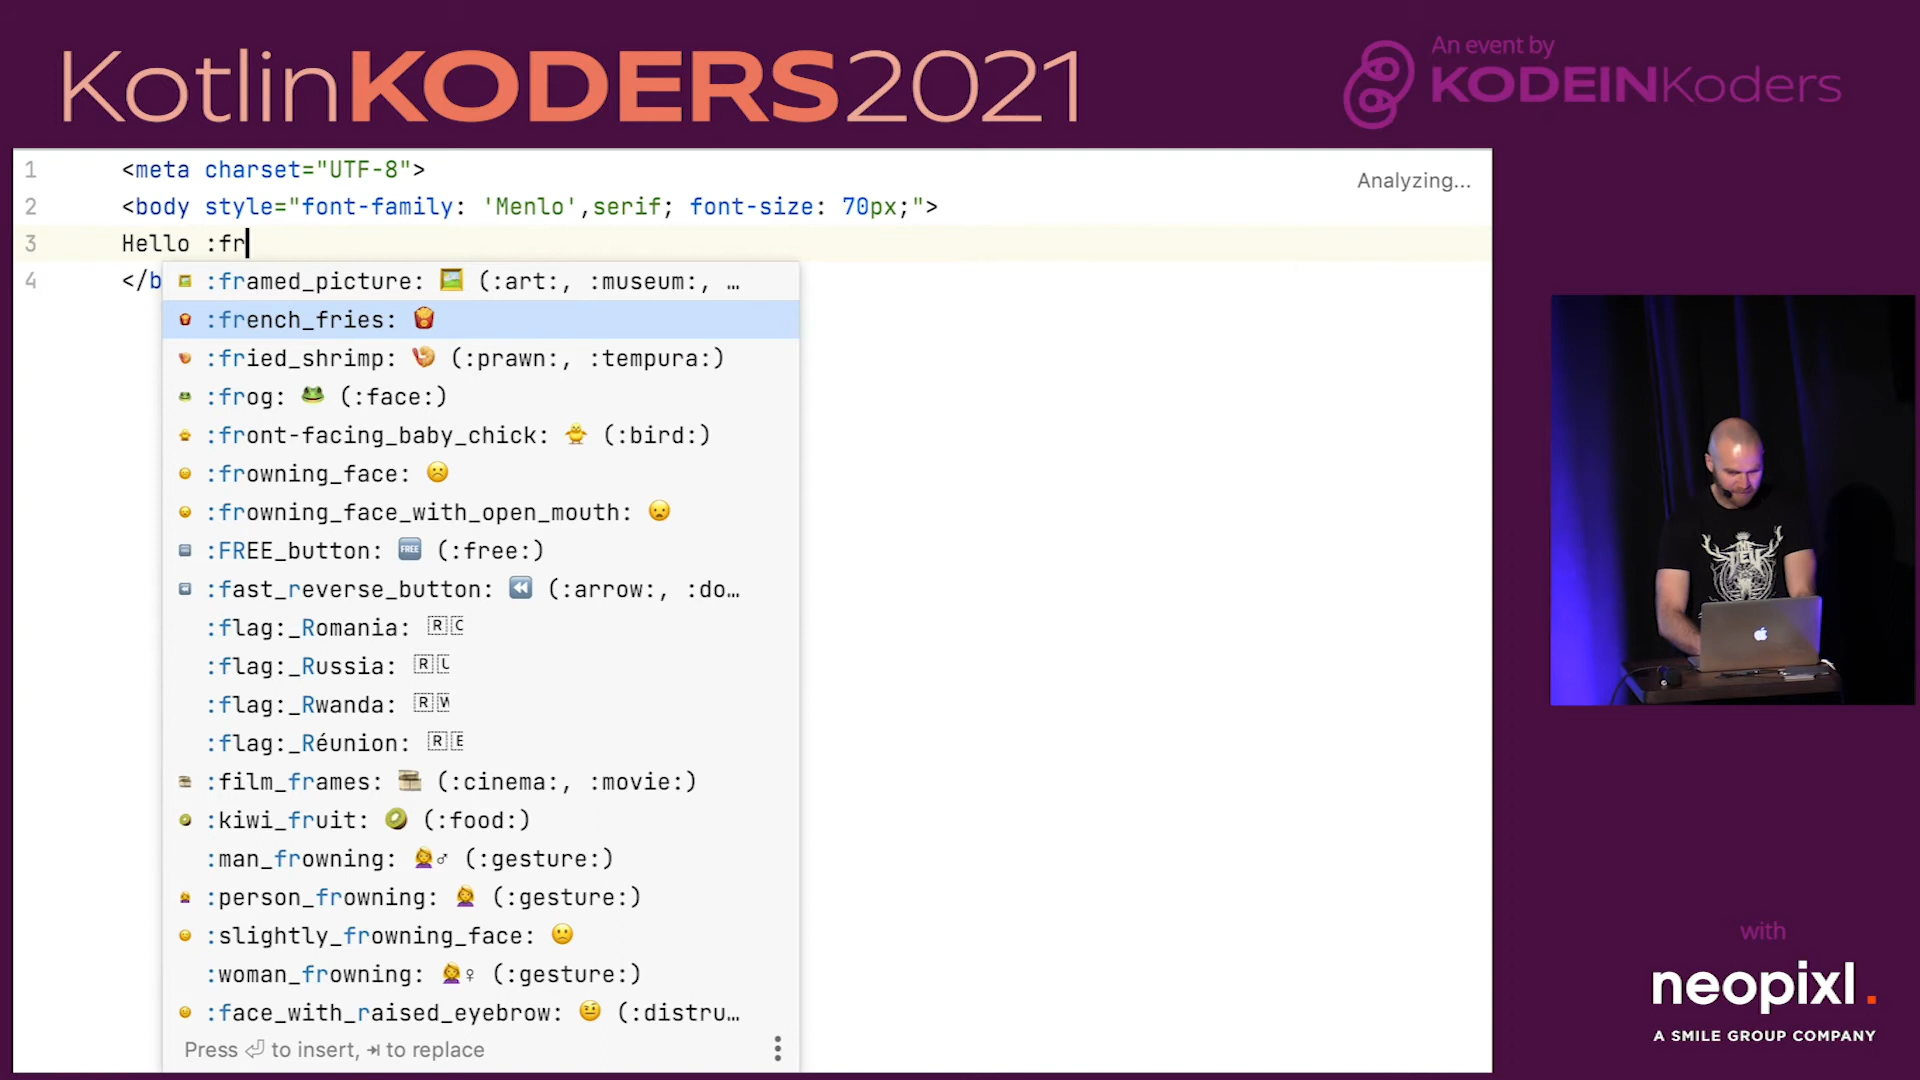 KotlinKODERS2021
An event by
KODEINKoders
1 <meta charset="UTF-8">
Analyzing...
2 <body style="font-family: 'Menlo',serif; font-size: 70px;">
3 Hello :fr
4 </b
:framed_picture: 🖼️ (:art:, :museum:, …
:french_fries: 🍟
:fried_shrimp: 🍤 (:prawn:, :tempura:)
:frog: 🐸 (:face:)
:front-facing_baby_chick: 🐥 (:bird:)
:frowning_face: ☹️
:frowning_face_with_open_mouth: 😦
:FREE_button: 🆓 (:free:)
:fast_reverse_button: ⏪ (:arrow:, :do…
:flag:_Romania:
:flag:_Russia:
:flag:_Rwanda: 🇷🇼
:flag:_Réunion: 🇷🇪
:film_frames: 🎞️ (:cinema:, :movie:)
:kiwi_fruit: 🥝 (:food:)
:man_frowning: 🙍♂ (:gesture:)
:person_frowning: 🙍 (:gesture:)
:slightly_frowning_face: 🙁
:woman_frowning: 🙍♀ (:gesture:)
:face_with_raised_eyebrow: 🤨 (:distru…
Press ⏎ to insert, ⇥ to replace
with
neopixl.
A SMILE GROUP COMPANY